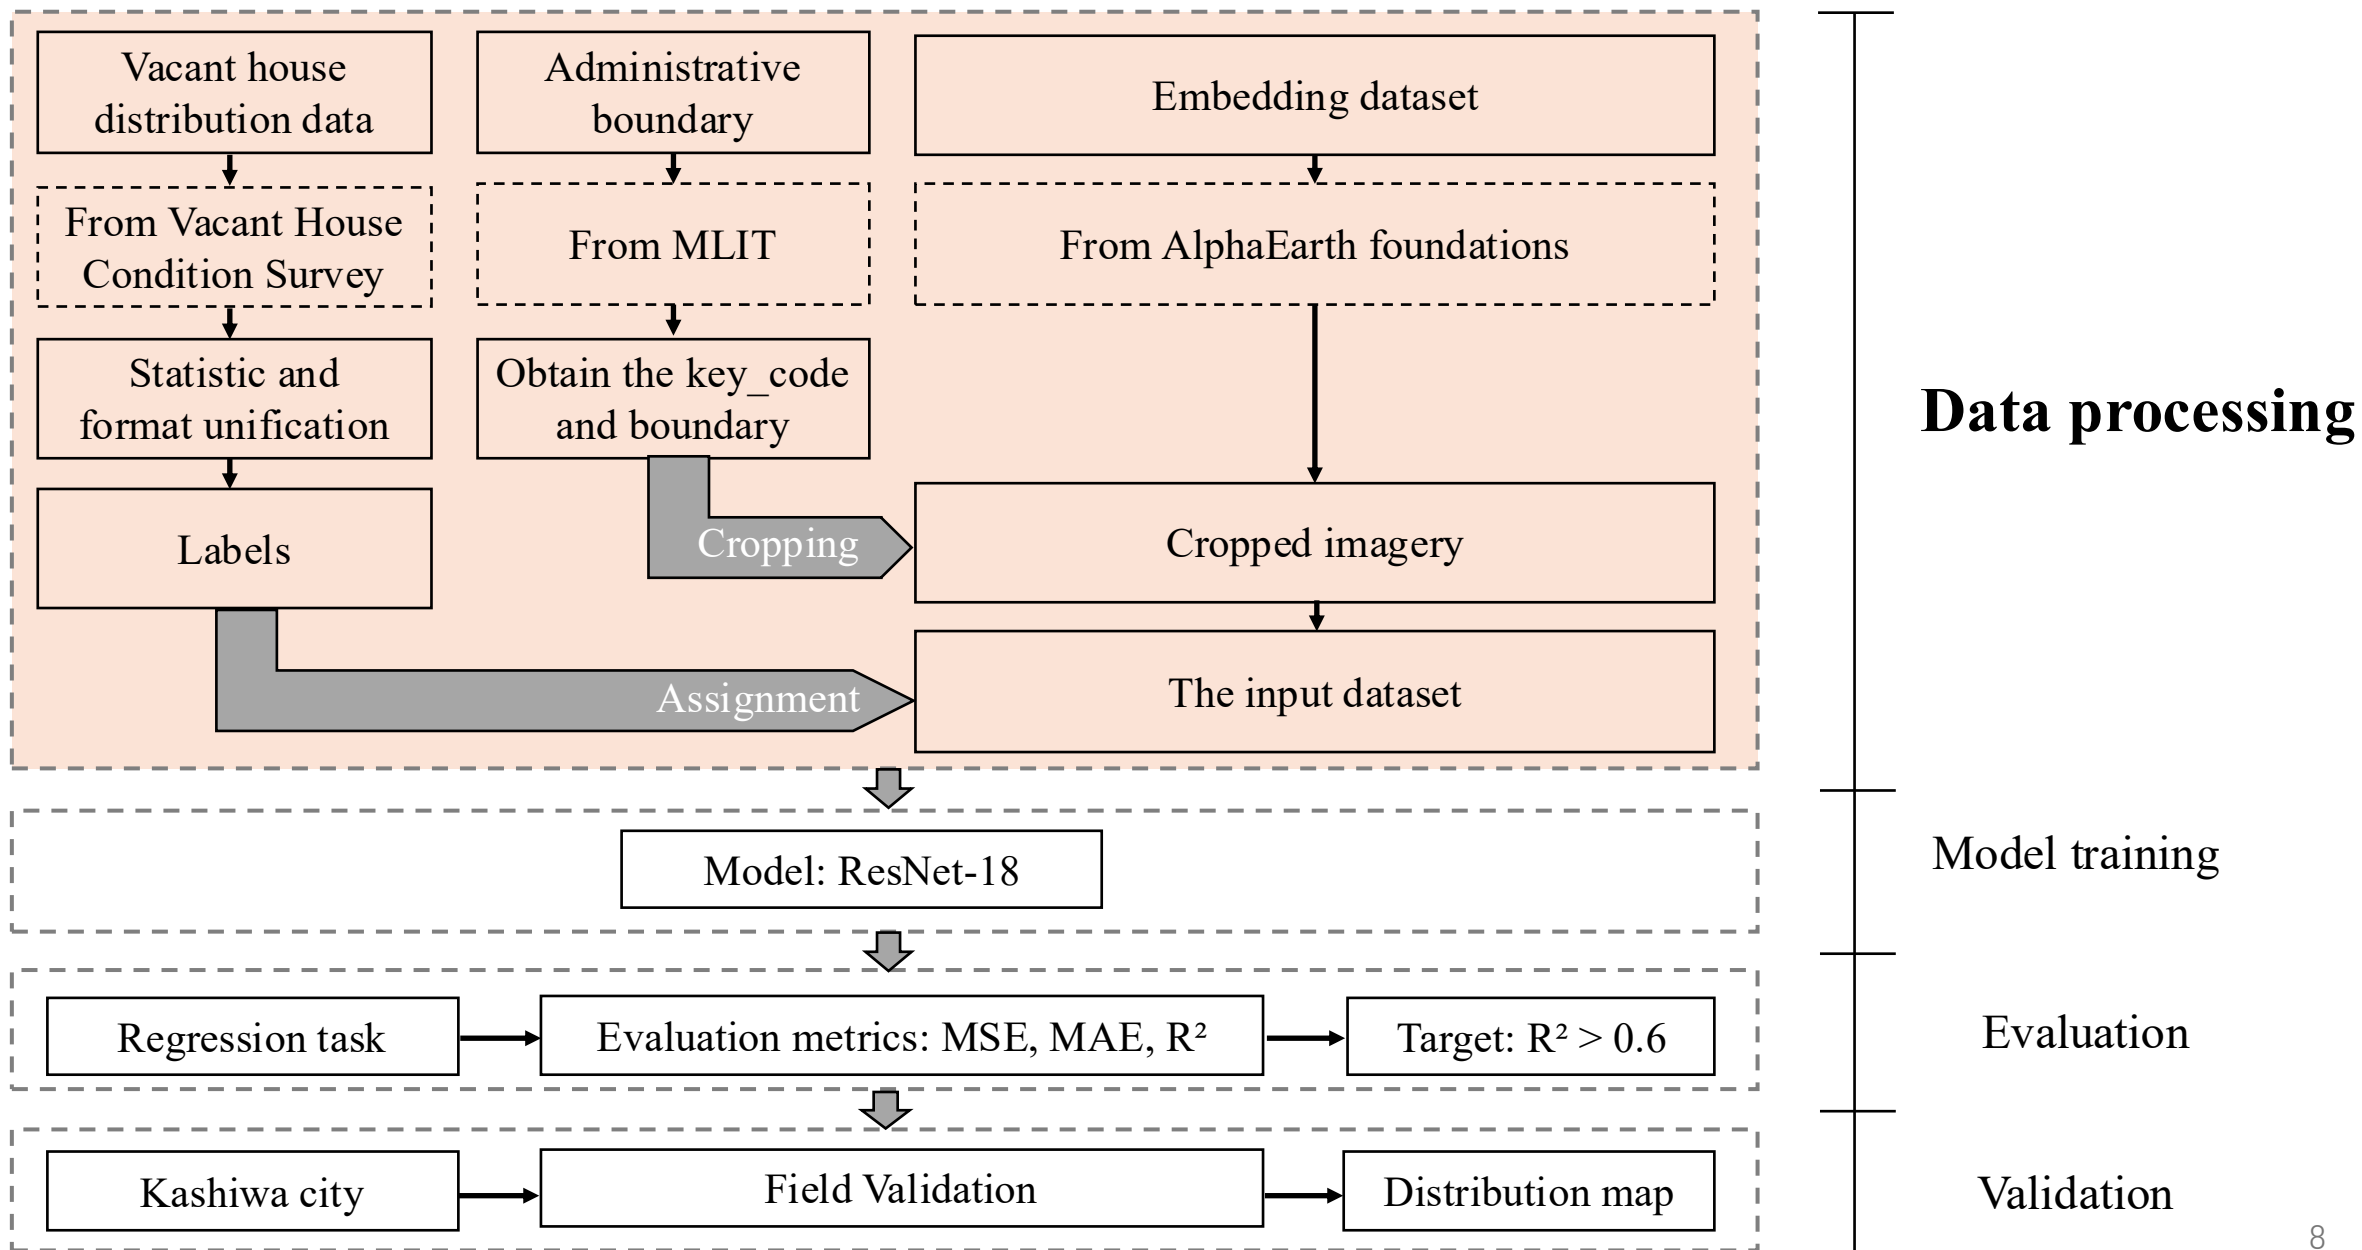 Vacant house
distribution data
Administrative
boundary
Embedding dataset
From Vacant House
Condition Survey
From MLIT
From AlphaEarth foundations
Statistic and
format unification
Obtain the key_code
and boundary
Data processing
Labels
Cropping
Cropped imagery
Assignment
The input dataset
Model: ResNet-18
Model training
Regression task
Evaluation metrics: MSE, MAE, R²
Target: R² > 0.6
Evaluation
Kashiwa city
Field Validation
Distribution map
Validation
8